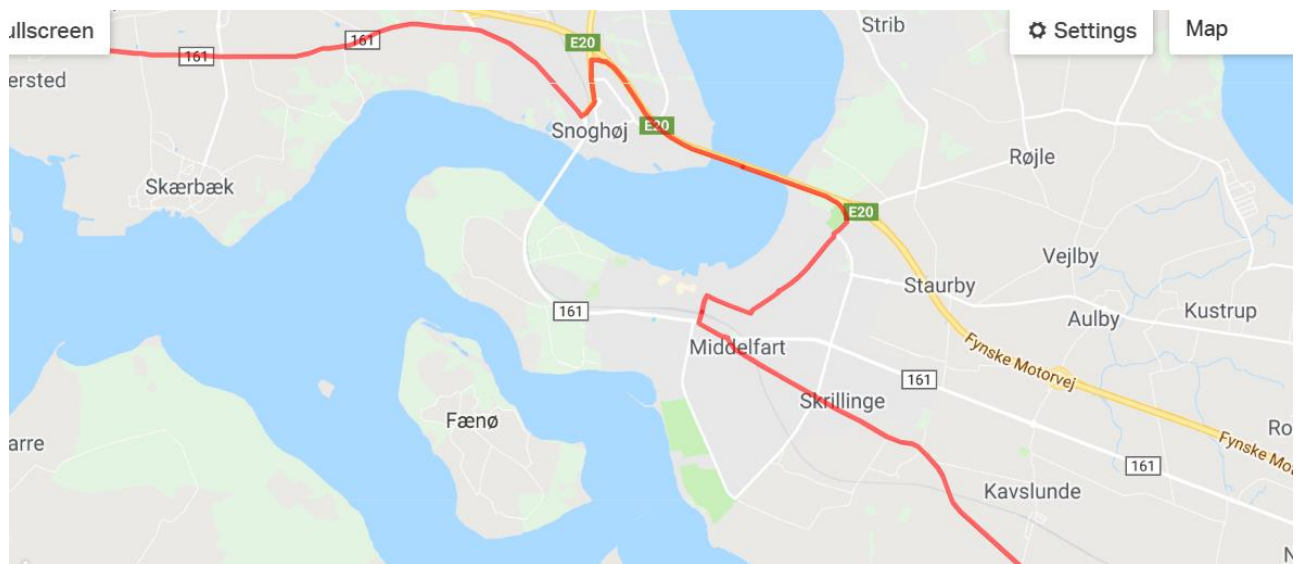 ullscreen
Settings
Map
Strib
E20
161
161
ersted
E20
Snoghøj
Røjle
Skærbæk
E20
Vejlby
Staurby
Kustrup
161
Aulby
Middelfart
Fynske Motorvej
161
Skrillinge
Fænø
Ro
arre
Fynske Mot
161
Kavslunde
N